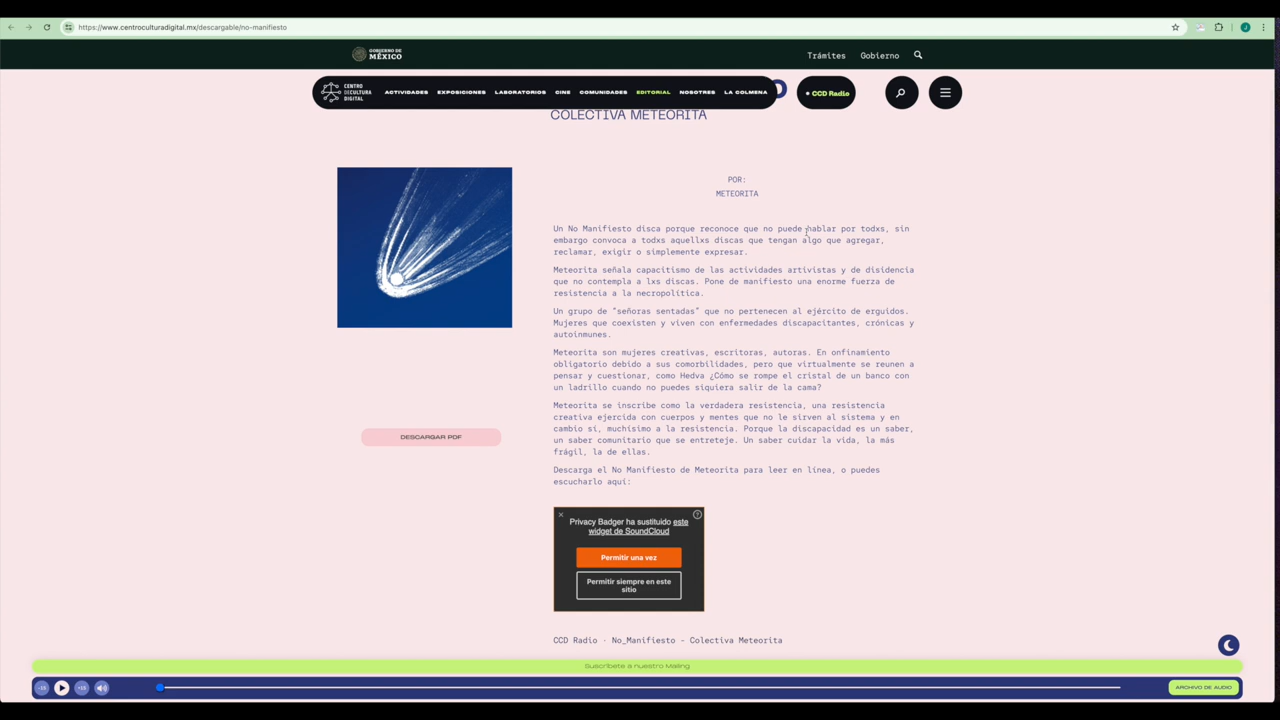 https://www.centroculturadigital.mx/descargable/no-manifiesto
J
GOBIERNO DE
MÉXICO
Trámites
Gobierno
CENTRO
DE CULTURA
DIGITAL
ACTIVIDADES
EXPOSICIONES
LABORATORIOS
CINE
COMUNIDADES
EDITORIAL
NOSOTRES
LA COLMENA
• CCD Radio
COLECTIVA METEORITA
POR:
METEORITA
Un No Manifiesto disca porque reconoce que no puede hablar por todxs, sin
embargo convoca a todxs aquellxs discas que tengan algo que agregar,
reclamar, exigir o simplemente expresar.
Meteorita señala capacitismo de las actividades artivistas y de disidencia
que no contempla a lxs discas. Pone de manifiesto una enorme fuerza de
resistencia a la necropolítica.
Un grupo de "señoras sentadas" que no pertenecen al ejército de erguidos.
Mujeres que coexisten y viven con enfermedades discapacitantes, crónicas y
autoinmunes.
Meteorita son mujeres creativas, escritoras, autoras. En onfinamiento
obligatorio debido a sus comorbilidades, pero que virtualmente se reunen a
pensar y cuestionar, como Hedva ¿Cómo se rompe el cristal de un banco con
un ladrillo cuando no puedes siquiera salir de la cama?
Meteorita se inscribe como la verdadera resistencia, una resistencia
creativa ejercida con cuerpos y mentes que no le sirven al sistema y en
cambio sí, muchísimo a la resistencia. Porque la discapacidad es un saber,
un saber comunitario que se entreteje. Un saber cuidar la vida, la más
frágil, la de ellas.
Descarga el No Manifiesto de Meteorita para leer en línea, o puedes
escucharlo aquí:
DESCARGAR PDF
Privacy Badger ha sustituido este
widget de SoundCloud
Permitir una vez
Permitir siempre en este
sitio
CCD Radio · No_Manifiesto - Colectiva Meteorita
Suscríbete a nuestro Mailing
-15
+15
ARCHIVO DE AUDIO